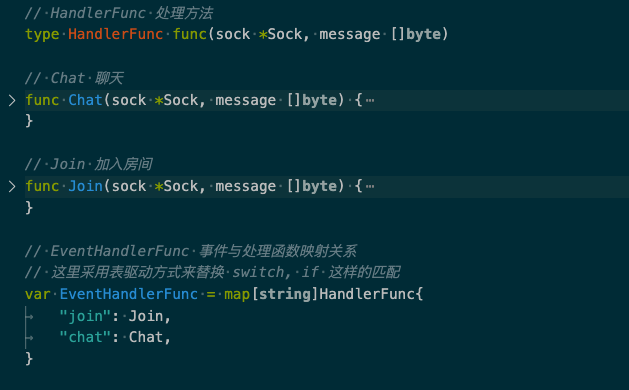 // HandlerFunc 处理方法
type HandlerFunc func(sock *Sock, message []byte)
// Chat 聊天
func Chat(sock *Sock, message []byte) {⋯
}
// Join 加入房间
func Join(sock *Sock, message []byte) {⋯
}
// EventHandlerFunc 事件与处理函数映射关系
// 这里采用表驱动方式来替换 switch, if 这样的匹配
var EventHandlerFunc = map[string]HandlerFunc{
"join": Join,
"chat": Chat,
}